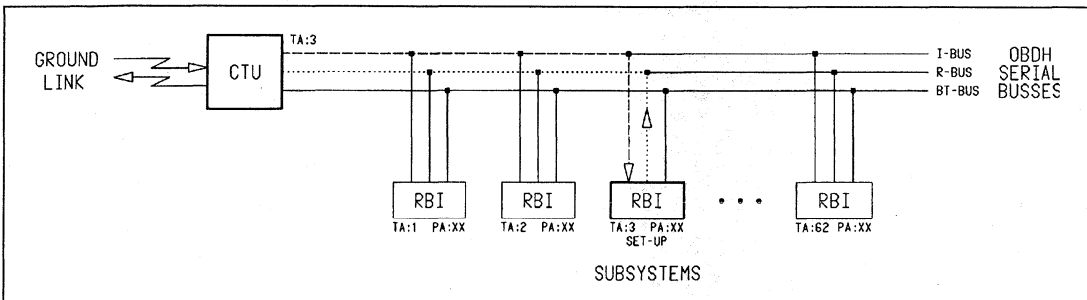 TA:3
GROUND
LINK
CTU
I-BUS OBDH
R-BUS SERIAL
BT-BUS BUSSES
RBI RBI RBI RBI
TA:1 PA:XX TA:2 PA:XX TA:3 PA:XX TA:62 PA:XX
SET-UP
SUBSYSTEMS